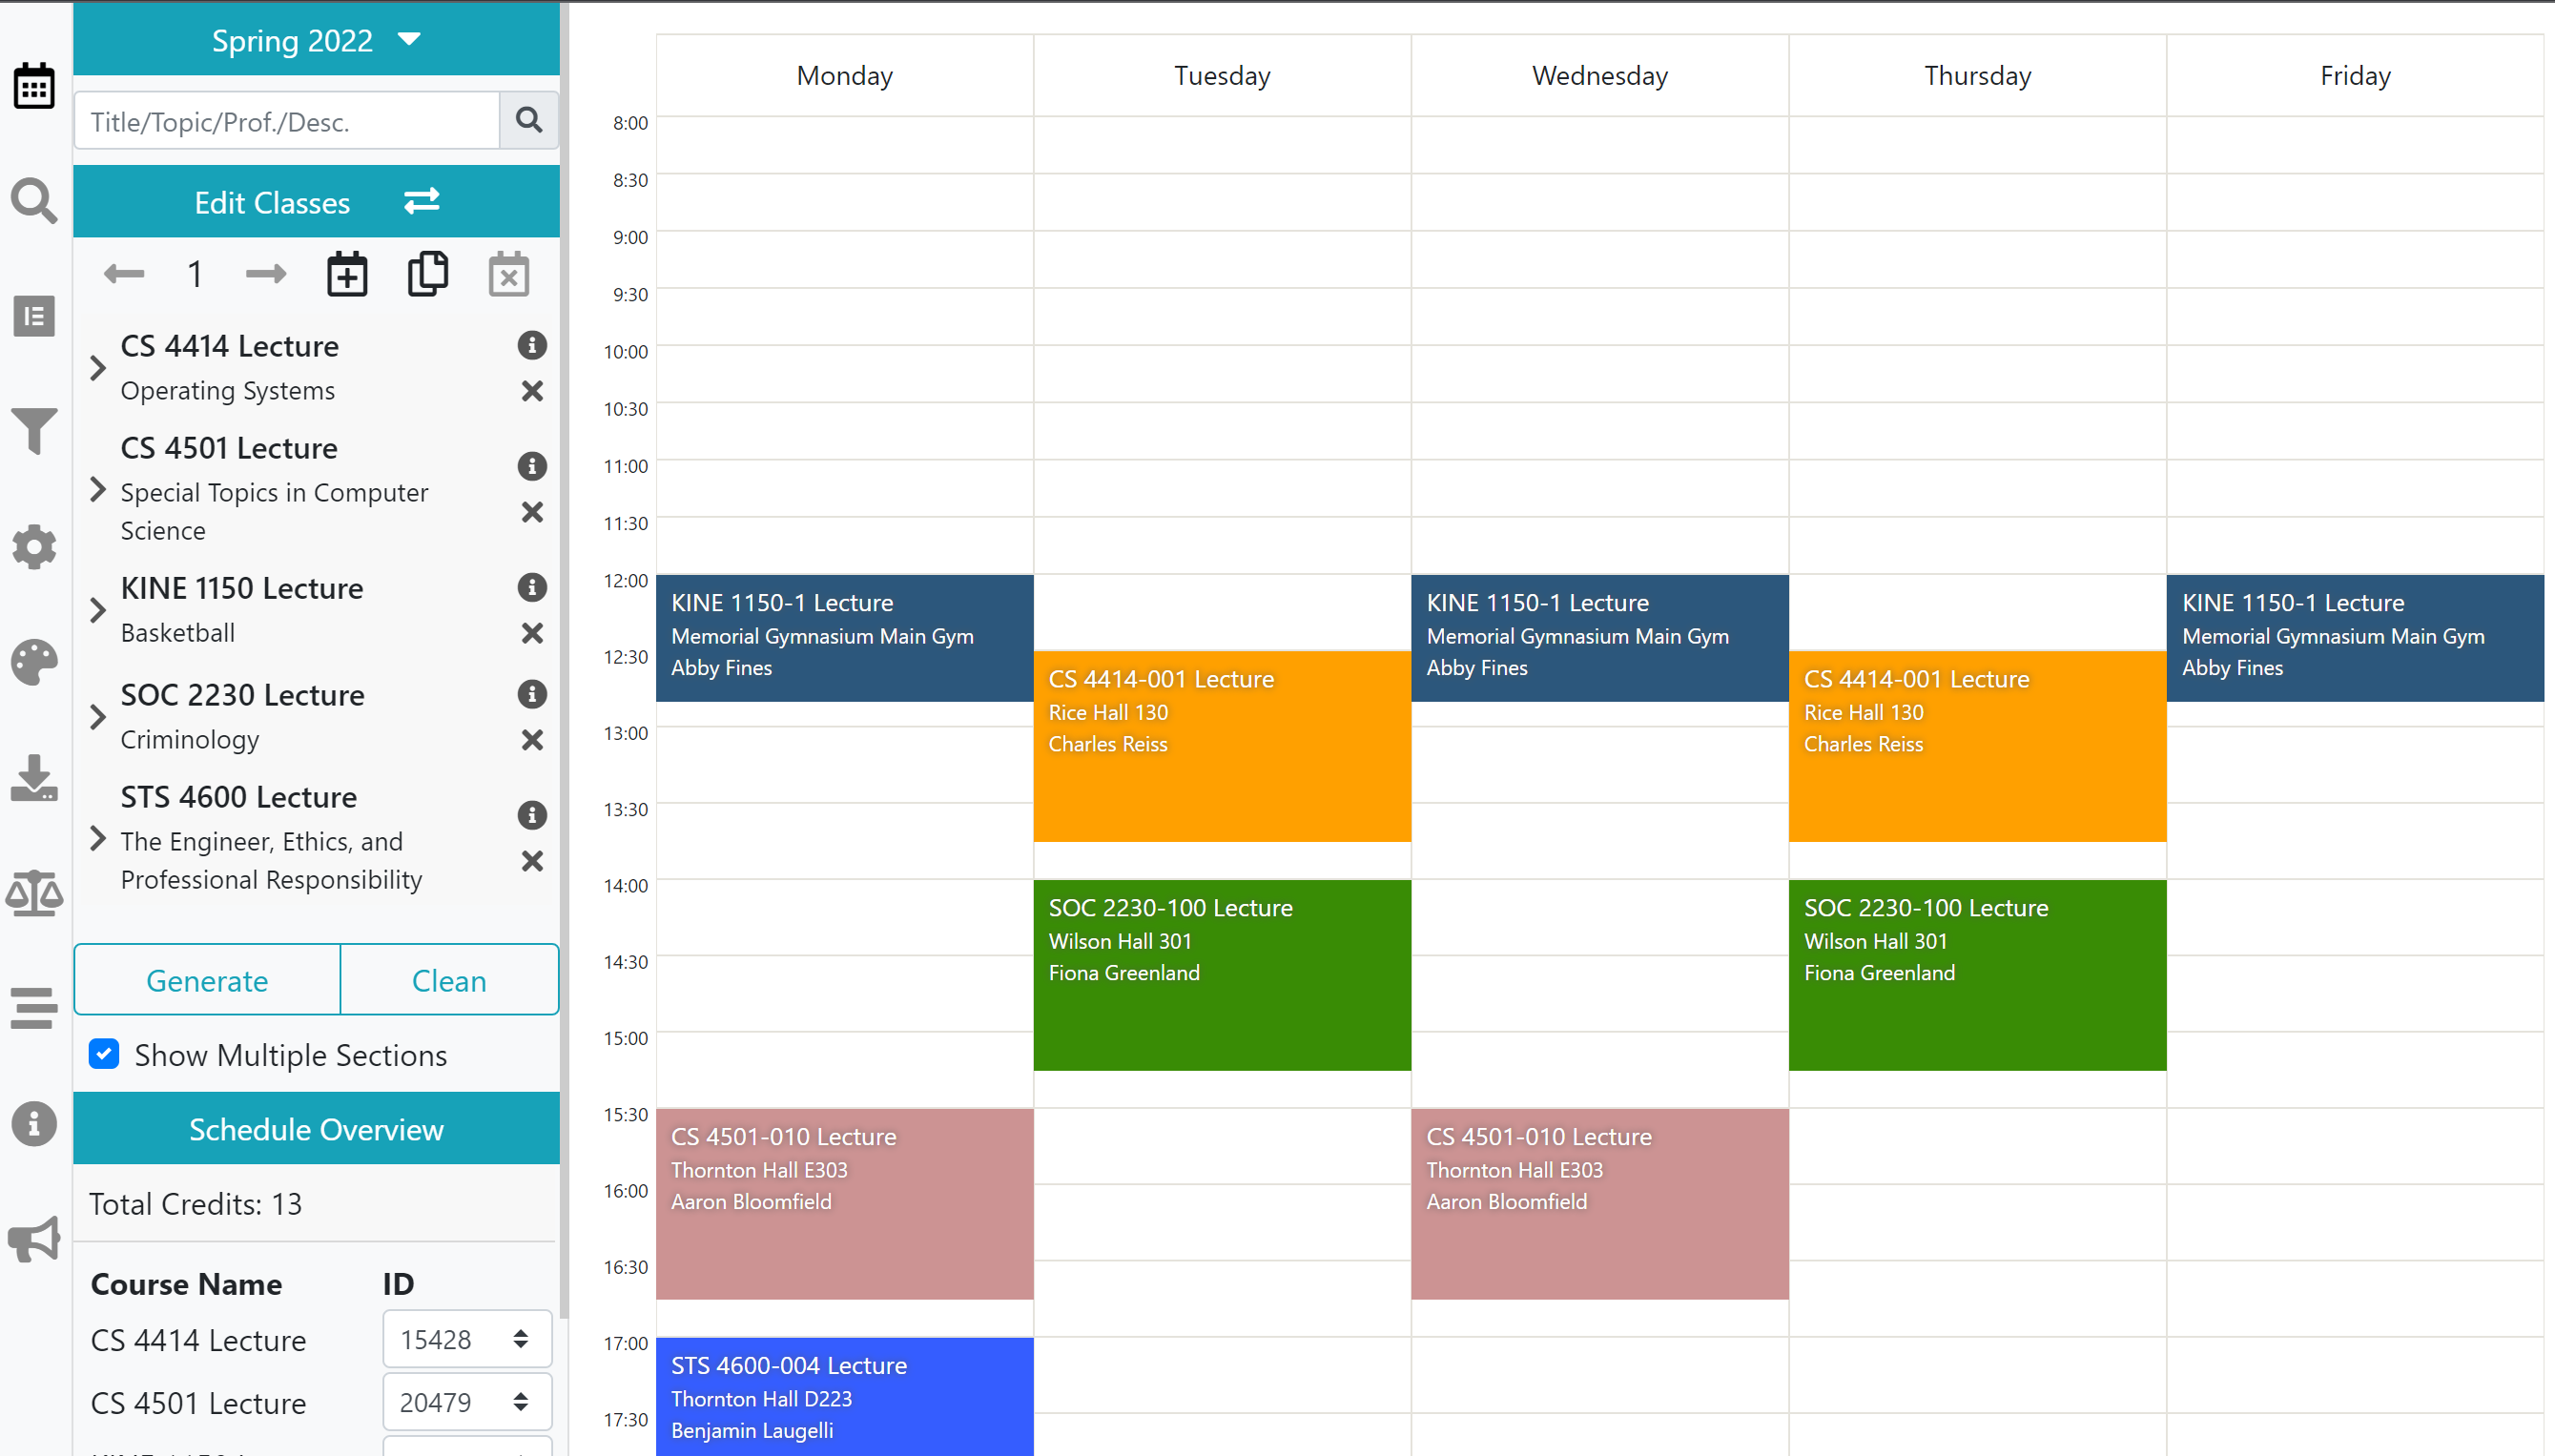 Spring 2022
Title/Topic/Prof./Desc.
Edit Classes
1
CS 4414 Lecture
Operating Systems
CS 4501 Lecture
Special Topics in Computer
Science
KINE 1150 Lecture
Basketball
SOC 2230 Lecture
Criminology
STS 4600 Lecture
The Engineer, Ethics, and
Professional Responsibility
Generate
Clean
Show Multiple Sections
Schedule Overview
Total Credits: 13
Course Name
ID
CS 4414 Lecture
15428
CS 4501 Lecture
20479
Monday
Tuesday
Wednesday
Thursday
Friday
8:00
8:30
9:00
9:30
10:00
10:30
11:00
11:30
12:00
12:30
13:00
13:30
14:00
14:30
15:00
15:30
16:00
16:30
17:00
17:30
KINE 1150-1 Lecture
Memorial Gymnasium Main Gym
Abby Fines
CS 4501-010 Lecture
Thornton Hall E303
Aaron Bloomfield
STS 4600-004 Lecture
Thornton Hall D223
Benjamin Laugelli
CS 4414-001 Lecture
Rice Hall 130
Charles Reiss
SOC 2230-100 Lecture
Wilson Hall 301
Fiona Greenland
KINE 1150-1 Lecture
Memorial Gymnasium Main Gym
Abby Fines
CS 4501-010 Lecture
Thornton Hall E303
Aaron Bloomfield
CS 4414-001 Lecture
Rice Hall 130
Charles Reiss
SOC 2230-100 Lecture
Wilson Hall 301
Fiona Greenland
KINE 1150-1 Lecture
Memorial Gymnasium Main Gym
Abby Fines